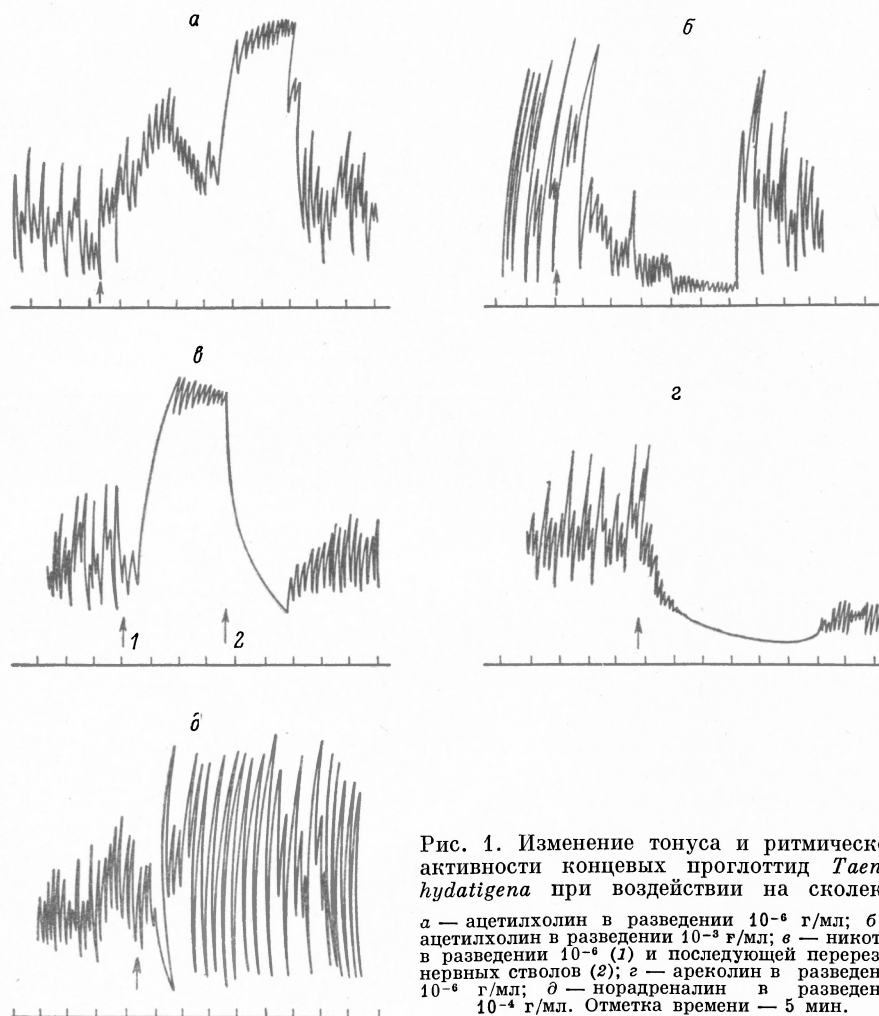 а
б
в
1
2
г
д
Рис. 1. Изменение тонуса и ритмическо
активности концевых проглоттид Taen
hydatigena при воздействии на сколек
а — ацетилхолин в разведении 10⁻⁶ г/мл; б
ацетилхолин в разведении 10⁻³ г/мл; в — никот
в разведении 10⁻⁶ (1) и последующей перерез
нервных стволов (2); г — ареколин в разведен
10⁻⁶ г/мл; д — норадреналин в разведен
10⁻⁴ г/мл. Отметка времени — 5 мин.